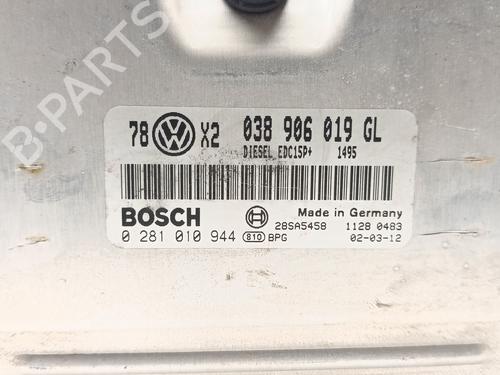 78 X2 038 906 019 GL
DIESEL EDC15P+ 1495
BOSCH
Made in Germany
28SA5458 1128 0483
0 281 010 944 810 BPG 02-03-12
B-PARTS